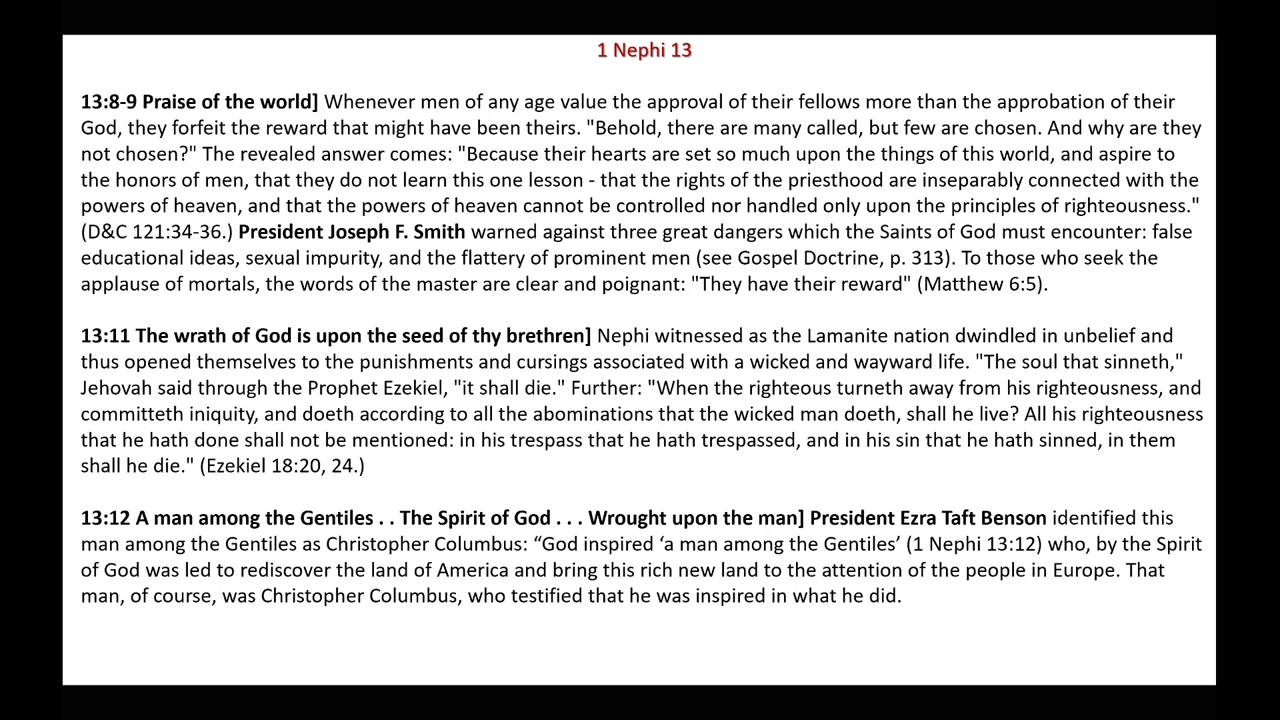 1 Nephi 13
13:8-9 Praise of the world] Whenever men of any age value the approval of their fellows more than the approbation of their
God, they forfeit the reward that might have been theirs. "Behold, there are many called, but few are chosen. And why are they
not chosen?" The revealed answer comes: "Because their hearts are set so much upon the things of this world, and aspire to
the honors of men, that they do not learn this one lesson - that the rights of the priesthood are inseparably connected with the
powers of heaven, and that the powers of heaven cannot be controlled nor handled only upon the principles of righteousness."
(D&C 121:34-36.) President Joseph F. Smith warned against three great dangers which the Saints of God must encounter: false
educational ideas, sexual impurity, and the flattery of prominent men (see Gospel Doctrine, p. 313). To those who seek the
applause of mortals, the words of the master are clear and poignant: "They have their reward" (Matthew 6:5).
13:11 The wrath of God is upon the seed of thy brethren] Nephi witnessed as the Lamanite nation dwindled in unbelief and
thus opened themselves to the punishments and cursings associated with a wicked and wayward life. "The soul that sinneth,"
Jehovah said through the Prophet Ezekiel, "it shall die." Further: "When the righteous turneth away from his righteousness, and
committeth iniquity, and doeth according to all the abominations that the wicked man doeth, shall he live? All his righteousness
that he hath done shall not be mentioned: in his trespass that he hath trespassed, and in his sin that he hath sinned, in them
shall he die." (Ezekiel 18:20, 24.)
13:12 A man among the Gentiles . . The Spirit of God . . . Wrought upon the man] President Ezra Taft Benson identified this
man among the Gentiles as Christopher Columbus: “God inspired ‘a man among the Gentiles’ (1 Nephi 13:12) who, by the Spirit
of God was led to rediscover the land of America and bring this rich new land to the attention of the people in Europe. That
man, of course, was Christopher Columbus, who testified that he was inspired in what he did.